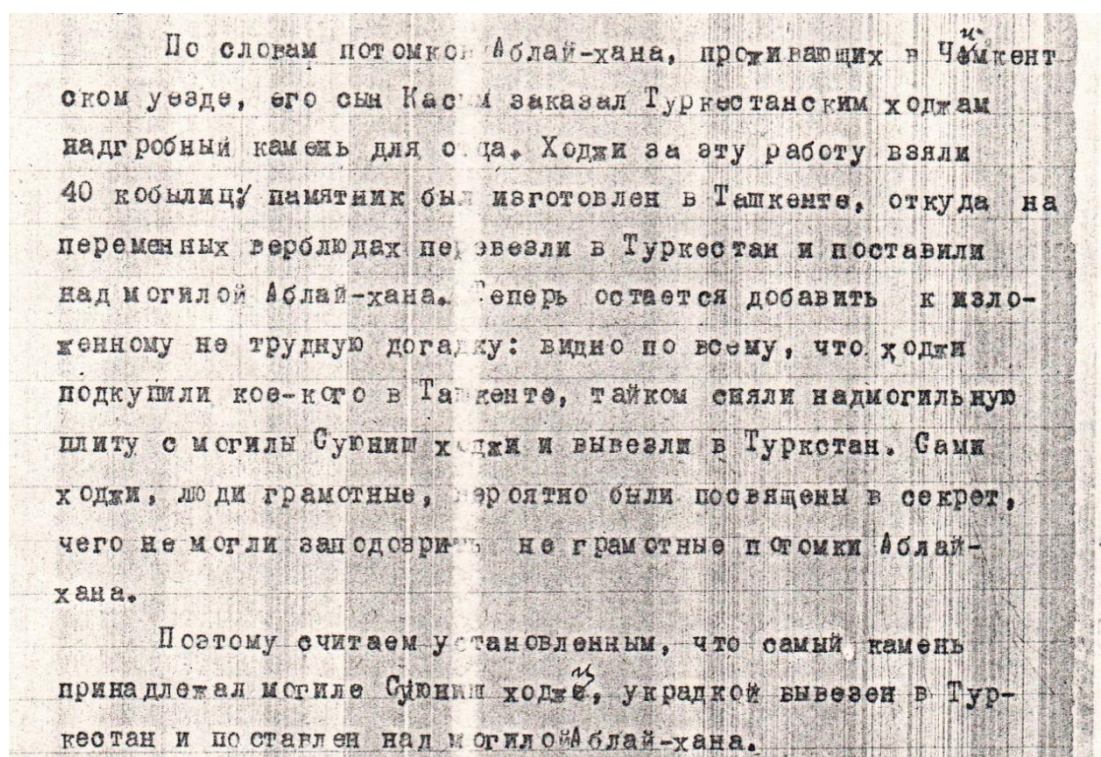 По словам потомков Аблай-хана, проживающих в Чимкент
ском уезде, его сын Касым заказал Туркестанским ходжам
надгробный камень для отца. Ходжи за эту работу взяли
40 кобылиц; памятник был изготовлен в Ташкенте, откуда на
переменных верблюдах перевезли в Туркестан и поставили
над могилой Аблай-хана. Теперь остается добавить к изло-
женному не трудную догадку: видно по всему, что ходжи
подкупили кое-кого в Ташкенте, тайком сняли надмогильную
плиту с могилы Суюниш ходжи и вывезли в Туркстан. Сами
ходжи, люди грамотные, вероятно были посвящены в секрет,
чего не могли заподозрить не грамотные потомки Аблай-
хана.
Поэтому считаем установленным, что самый камень
принадлежал могиле Суюниш ходжи, украдкой вывезен в Тур-
кестан и поставлен над могилой Аблай-хана.